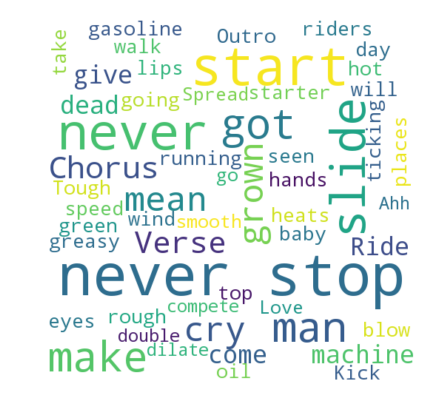 gasoline Outro riders
take walk lips start day
give hot
dead going Spread starter will
never got slide ticking places
Chorus running seen
Tough mean go hands grown Ahh
speed wind smooth heats
green Verse baby Ride
greasy
never stop
top
compete Love
eyes rough cry man blow
double
make dilate come machine
oil Kick